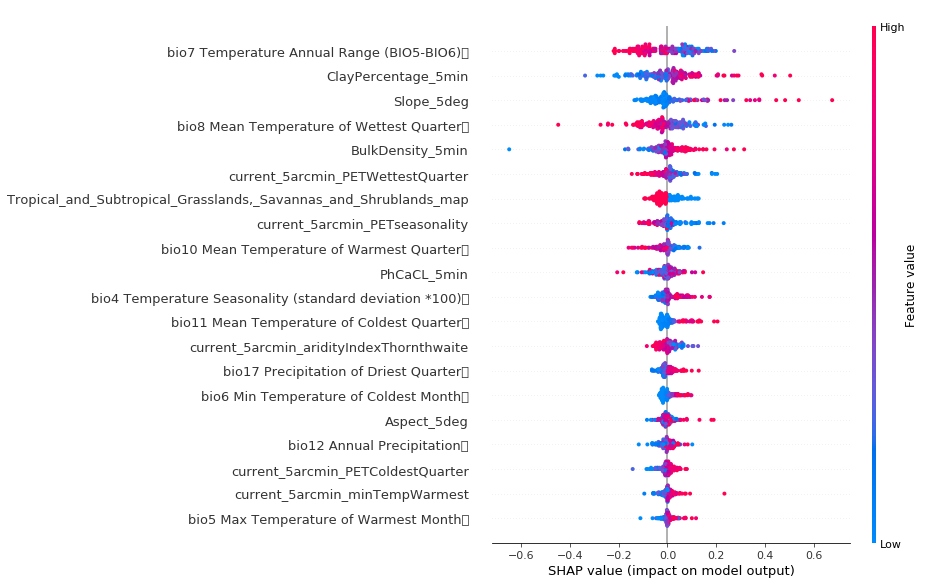 High
bio7 Temperature Annual Range (BIO5-BIO6)
ClayPercentage_5min
Slope_5deg
bio8 Mean Temperature of Wettest Quarter
BulkDensity_5min
current_5arcmin_PETWettestQuarter
Tropical_and_Subtropical_Grasslands,_Savannas_and_Shrublands_map
current_5arcmin_PETseasonality
bio10 Mean Temperature of Warmest Quarter
PhCaCL_5min
bio4 Temperature Seasonality (standard deviation *100)
bio11 Mean Temperature of Coldest Quarter
current_5arcmin_aridityIndexThornthwaite
bio17 Precipitation of Driest Quarter
bio6 Min Temperature of Coldest Month
Aspect_5deg
bio12 Annual Precipitation
current_5arcmin_PETColdestQuarter
current_5arcmin_minTempWarmest
bio5 Max Temperature of Warmest Month
Feature value
Low
−0.6 −0.4 −0.2 0.0 0.2 0.4 0.6
SHAP value (impact on model output)